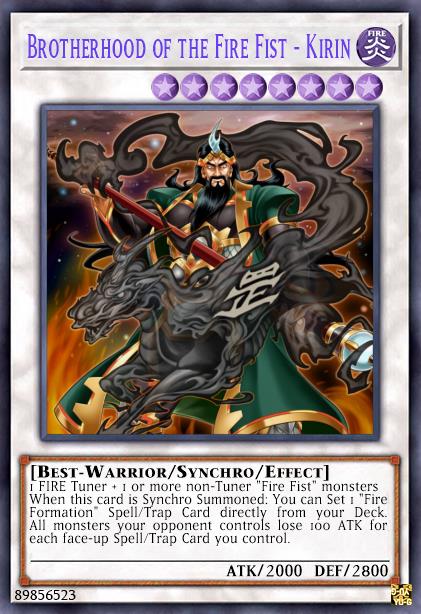 BROTHERHOOD OF THE FIRE FIST - KIRIN
FIRE
炎
[BEST-WARRIOR/SYNCHRO/EFFECT]
1 FIRE Tuner + 1 or more non-Tuner "Fire Fist" monsters
When this card is Synchro Summoned: You can Set 1 "Fire
Formation" Spell/Trap Card directly from your Deck.
All monsters your opponent controls lose 100 ATK for
each face-up Spell/Trap Card you control.
ATK/2000 DEF/2800
89856523